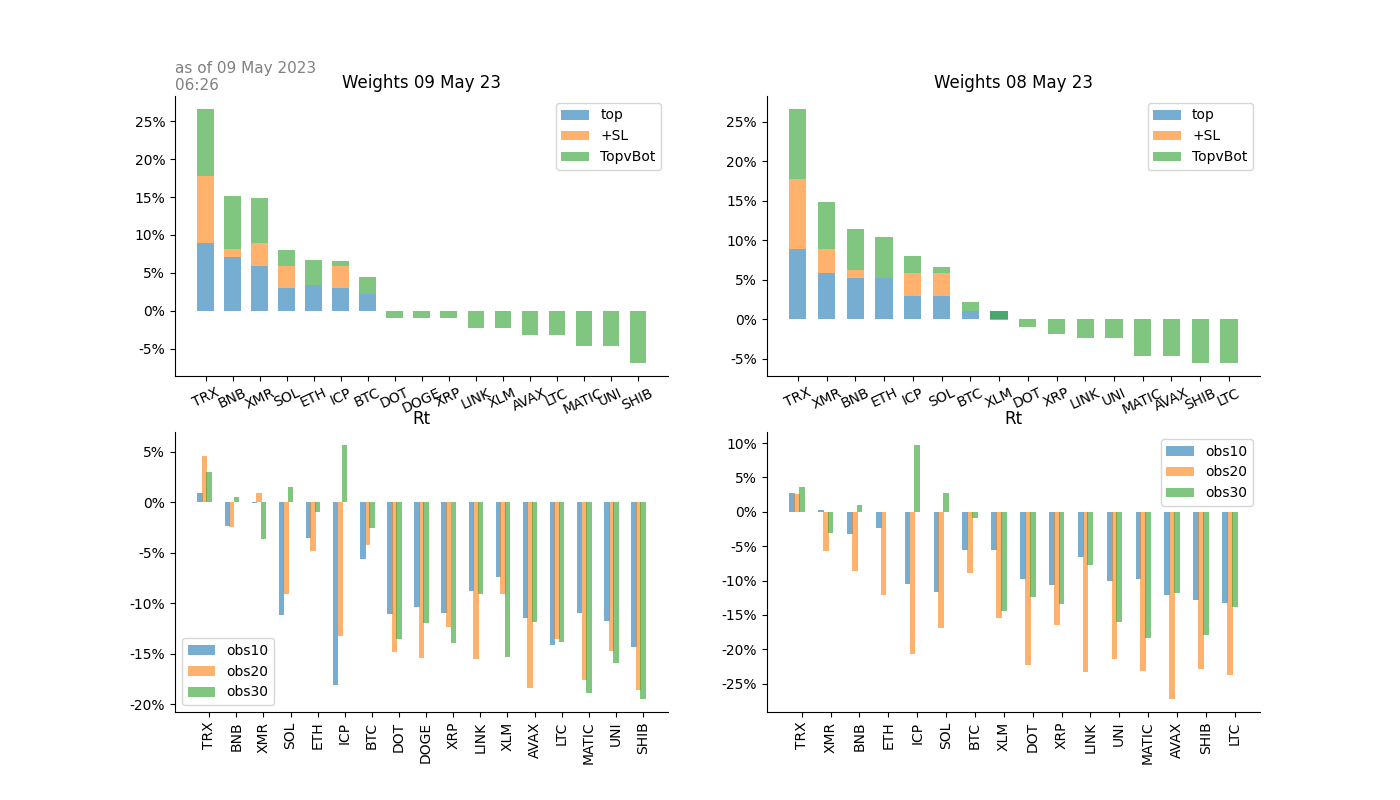 as of 09 May 2023
06:26
Weights 09 May 23
25%
20%
15%
10%
5%
0%
-5%
top
+SL
TopvBot
TRX BNB XMR SOL ETH ICP BTC DOT DOGE XRP LINK XLM AVAX LTC MATIC UNI SHIB
Weights 08 May 23
25%
20%
15%
10%
5%
0%
-5%
top
+SL
TopvBot
TRX XMR BNB ETH ICP SOL BTC XLM DOT XRP LINK UNI MATIC AVAX SHIB LTC
Rt
5%
0%
-5%
-10%
-15%
-20%
obs10
obs20
obs30
TRX BNB XMR SOL ETH ICP BTC DOT DOGE XRP LINK XLM AVAX LTC MATIC UNI SHIB
Rt
10%
5%
0%
-5%
-10%
-15%
-20%
-25%
obs10
obs20
obs30
TRX XMR BNB ETH ICP SOL BTC XLM DOT XRP LINK UNI MATIC AVAX SHIB LTC